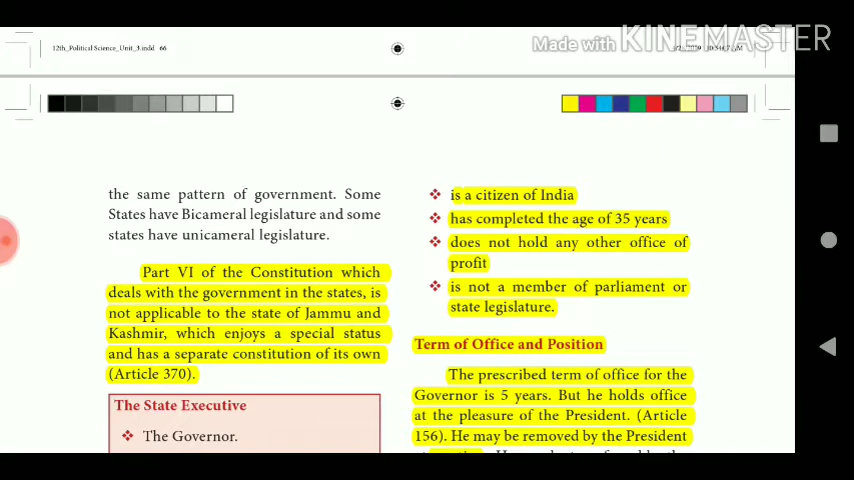 12th_Political Science_Unit_3.indd 66
Made with KINEMASTER
the same pattern of government. Some
States have Bicameral legislature and some
states have unicameral legislature.
Part VI of the Constitution which
deals with the government in the states, is
not applicable to the state of Jammu and
Kashmir, which enjoys a special status
and has a separate constitution of its own
(Article 370).
The State Executive
❖ The Governor.
❖ is a citizen of India
❖ has completed the age of 35 years
❖ does not hold any other office of
profit
❖ is not a member of parliament or
state legislature.
Term of Office and Position
The prescribed term of office for the
Governor is 5 years. But he holds office
at the pleasure of the President. (Article
156). He may be removed by the President